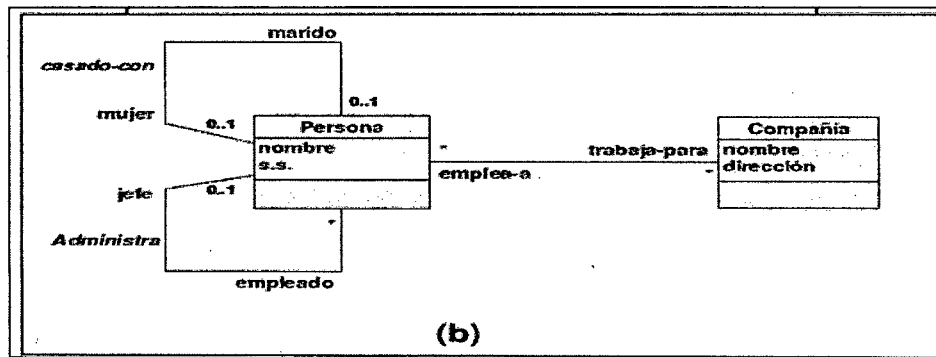 marido
casado-con
mujer
0..1
0..1
Persona
nombre
s.s.
jefe
0..1
Administra
*
empleado
*
emplea-a
trabaja-para
*
Compañía
nombre
dirección
(b)